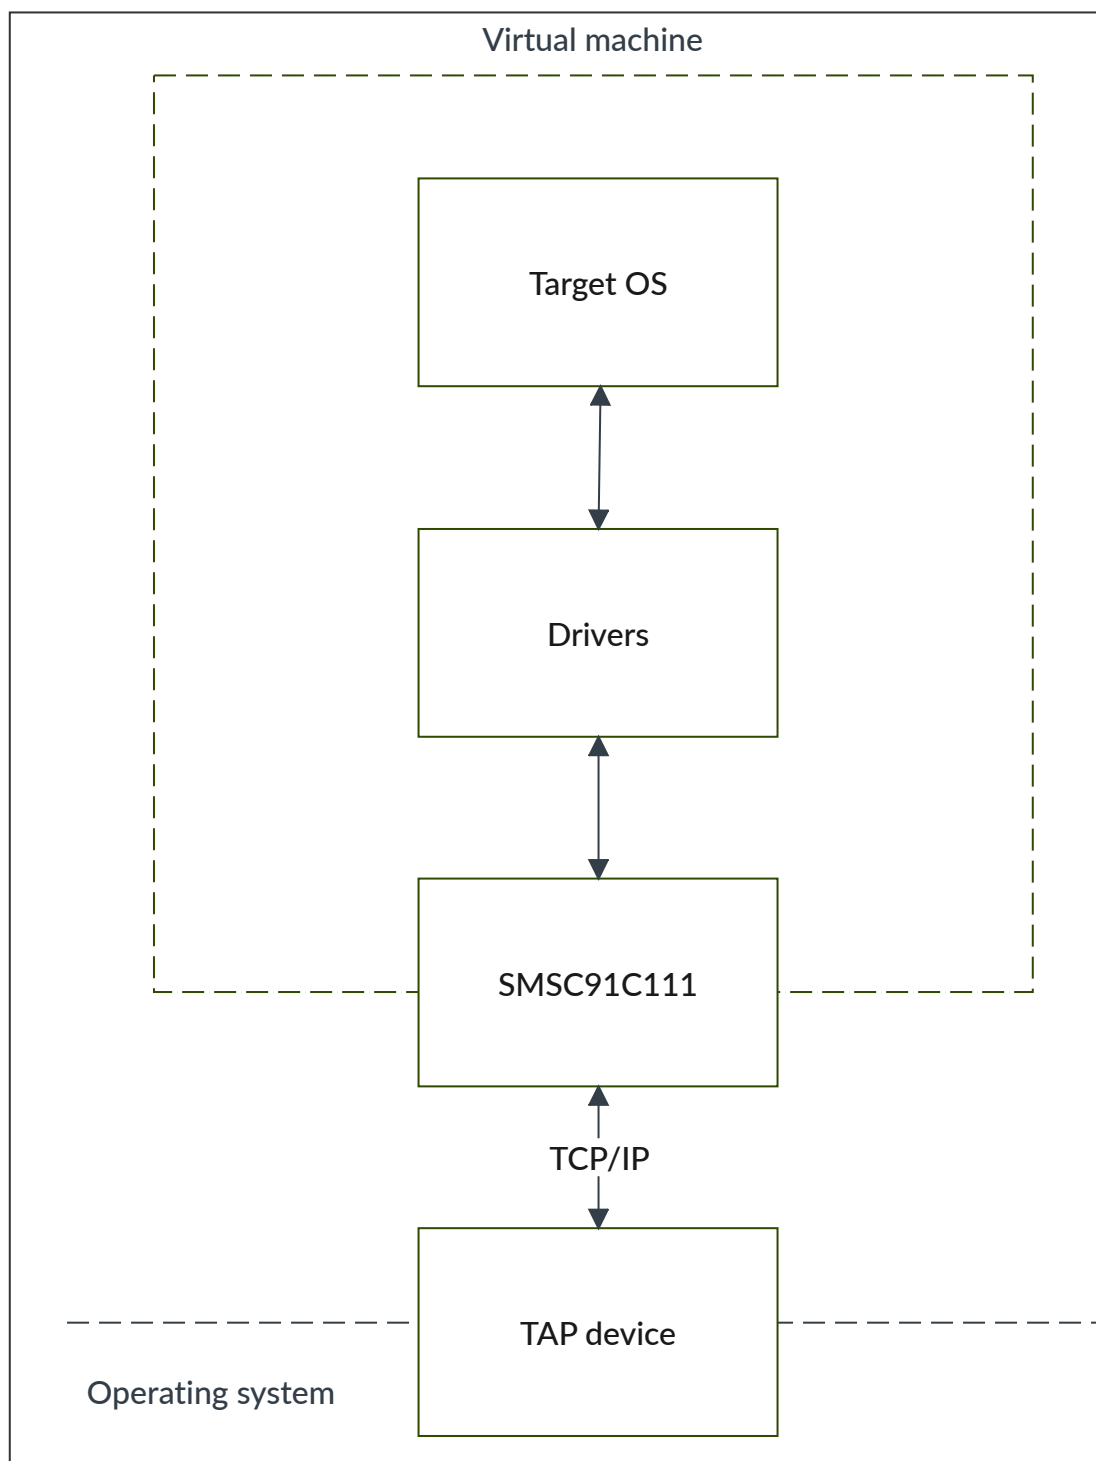 Virtual machine
Target OS
Drivers
SMSC91C111
TCP/IP
TAP device
Operating system